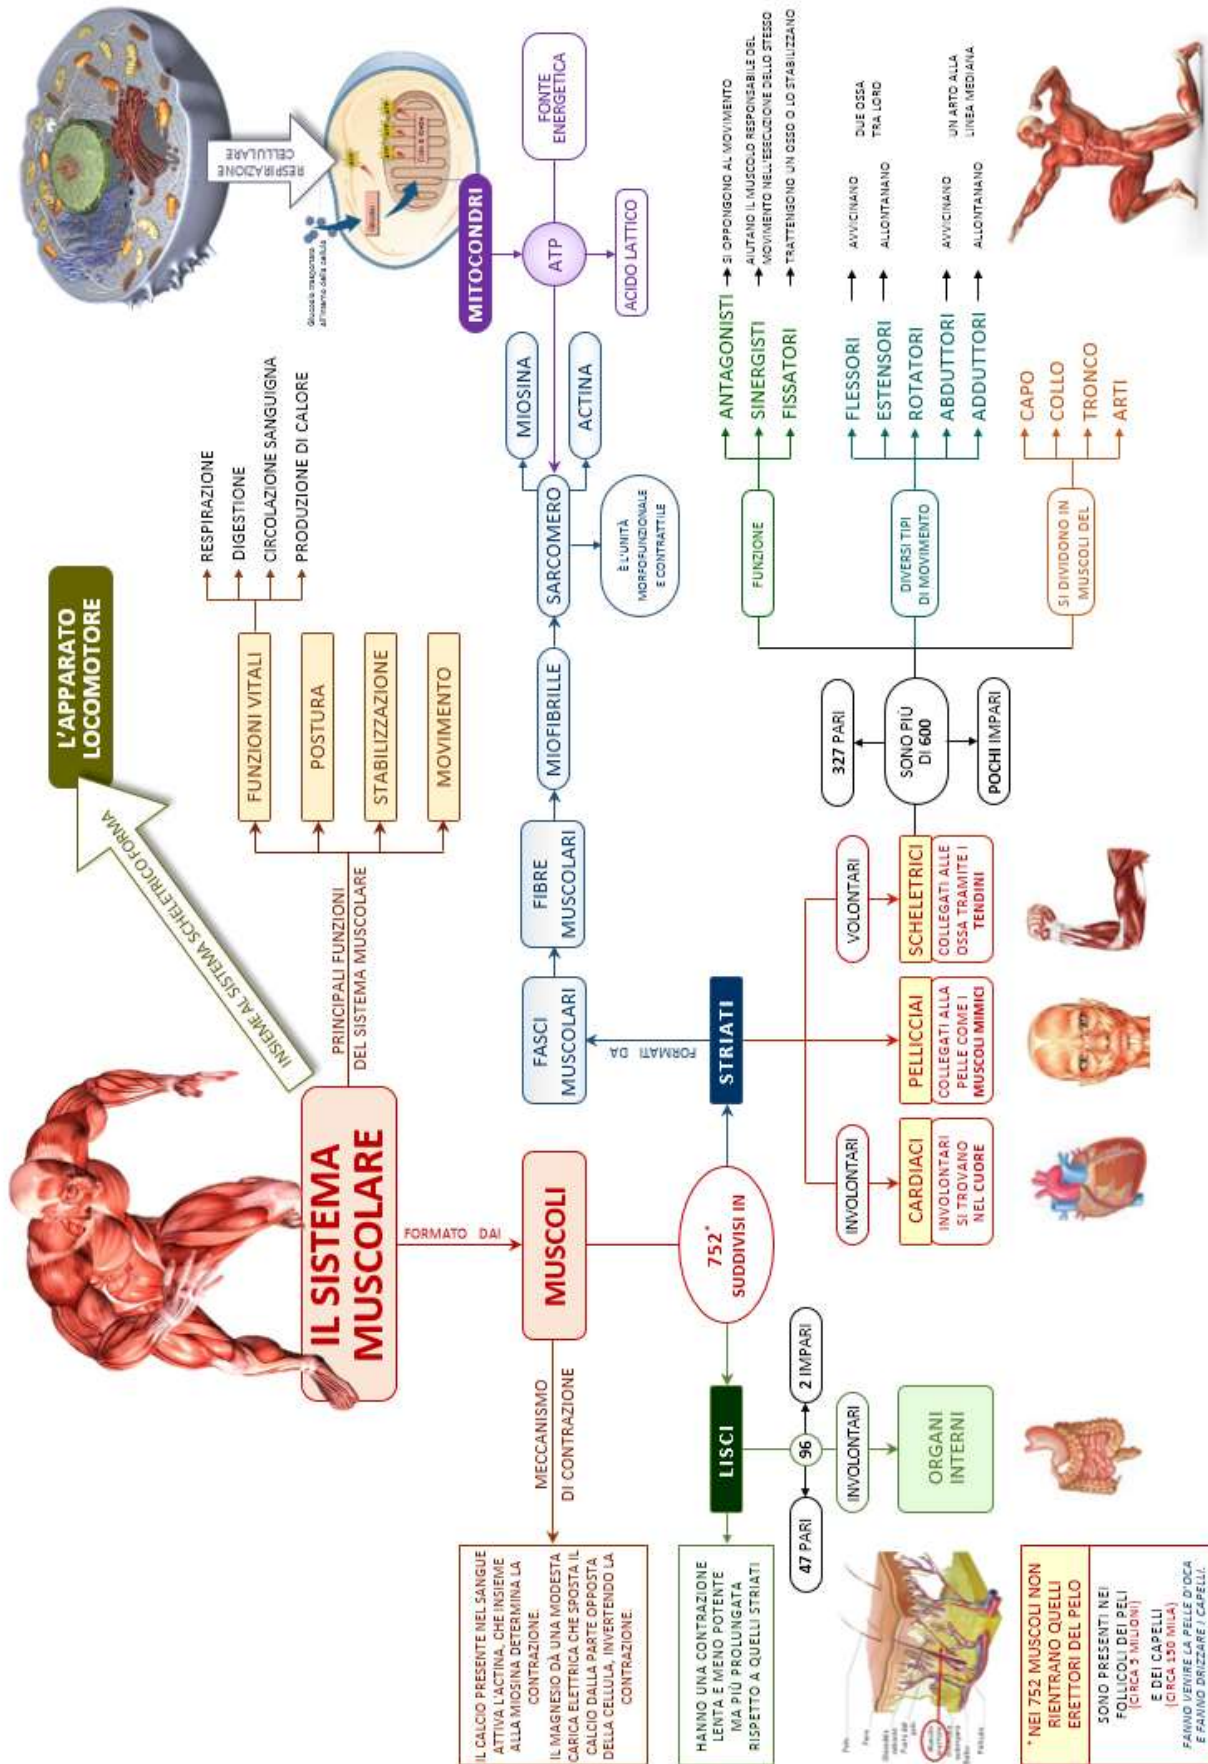 L'APPARATO
LOCOMOTORE
INSIEME AL SISTEMA SCHELETRICO FORMA
IL SISTEMA
MUSCOLARE
PRINCIPALI FUNZIONI
DEL SISTEMA MUSCOLARE
FUNZIONI VITALI
POSTURA
STABILIZZAZIONE
MOVIMENTO
RESPIRAZIONE
DIGESTIONE
CIRCOLAZIONE SANGUIGNA
PRODUZIONE DI CALORE
RESPIRAZIONE
CELLULARE
Glucosio trasportato
all'interno della cellula
MITOCONDRI
ATP
FONTE
ENERGETICA
ACIDO LATTICO
FORMATO DAI
MUSCOLI
MECCANISMO
DI CONTRAZIONE
IL CALCIO PRESENTE NEL SANGUE
ATTIVA L'ACTINA, CHE INSIEME
ALLA MIOSINA DETERMINA LA
CONTRAZIONE.
IL MAGNESIO DÀ UNA MODESTA
CARICA ELETTRICA CHE SPOSTA IL
CALCIO DALLA PARTE OPPOSTA
DELLA CELLULA, INVERTENDO LA
CONTRAZIONE.
FASCI
MUSCOLARI
FIBRE
MUSCOLARI
MIOFIBRILLE
SARCOMERO
MIOSINA
ACTINA
È L'UNITÀ
MORFOFUNZIONALE
E CONTRATTILE
FORMATI DA
752*
SUDDIVISI IN
LISCI
HANNO UNA CONTRAZIONE
LENTA E MENO POTENTE
MA PIÙ PROLUNGATA
RISPETTO A QUELLI STRIATI
47 PARI
96
2 IMPARI
INVOLONTARI
ORGANI
INTERNI
STRIATI
INVOLONTARI
CARDIACI
INVOLONTARI
SI TROVANO
NEL CUORE
PELLICCIAI
COLLEGATI ALLA
PELLE COME I
MUSCOLI MIMICI
VOLONTARI
SCHELETRICI
COLLEGATI ALLE
OSSA TRAMITE I
TENDINI
SONO PIÙ
DI 600
327 PARI
POCHI IMPARI
FUNZIONE
ANTAGONISTI
SI OPPONGONO AL MOVIMENTO
SINERGISTI
AIUTANO IL MUSCOLO RESPONSABILE DEL
MOVIMENTO NELL'ESECUZIONE DELLO STESSO
FISSATORI
TRATTENGONO UN OSSO O LO STABILIZZANO
DIVERSI TIPI
DI MOVIMENTO
FLESSORI
AVVICINANO
ESTENSORI
ALLONTANANO
DUE OSSA
TRA LORO
ROTATORI
ABDUTTORI
AVVICINANO
ADDUTTORI
ALLONTANANO
UN ARTO ALLA
LINEA MEDIANA
SI DIVIDONO IN
MUSCOLI DEL
CAPO
COLLO
TRONCO
ARTI
Pelo
Poro
* NEI 752 MUSCOLI NON
RIENTRANO QUELLI
ERETTORI DEL PELO
SONO PRESENTI NEI
FOLLICOLI DEI PELI
(CIRCA 5 MILIONI)
E DEI CAPELLI
(CIRCA 150 MILA)
FANNO VENIRE LA PELLE D'OCA
E FANNO DRIZZARE I CAPELLI.